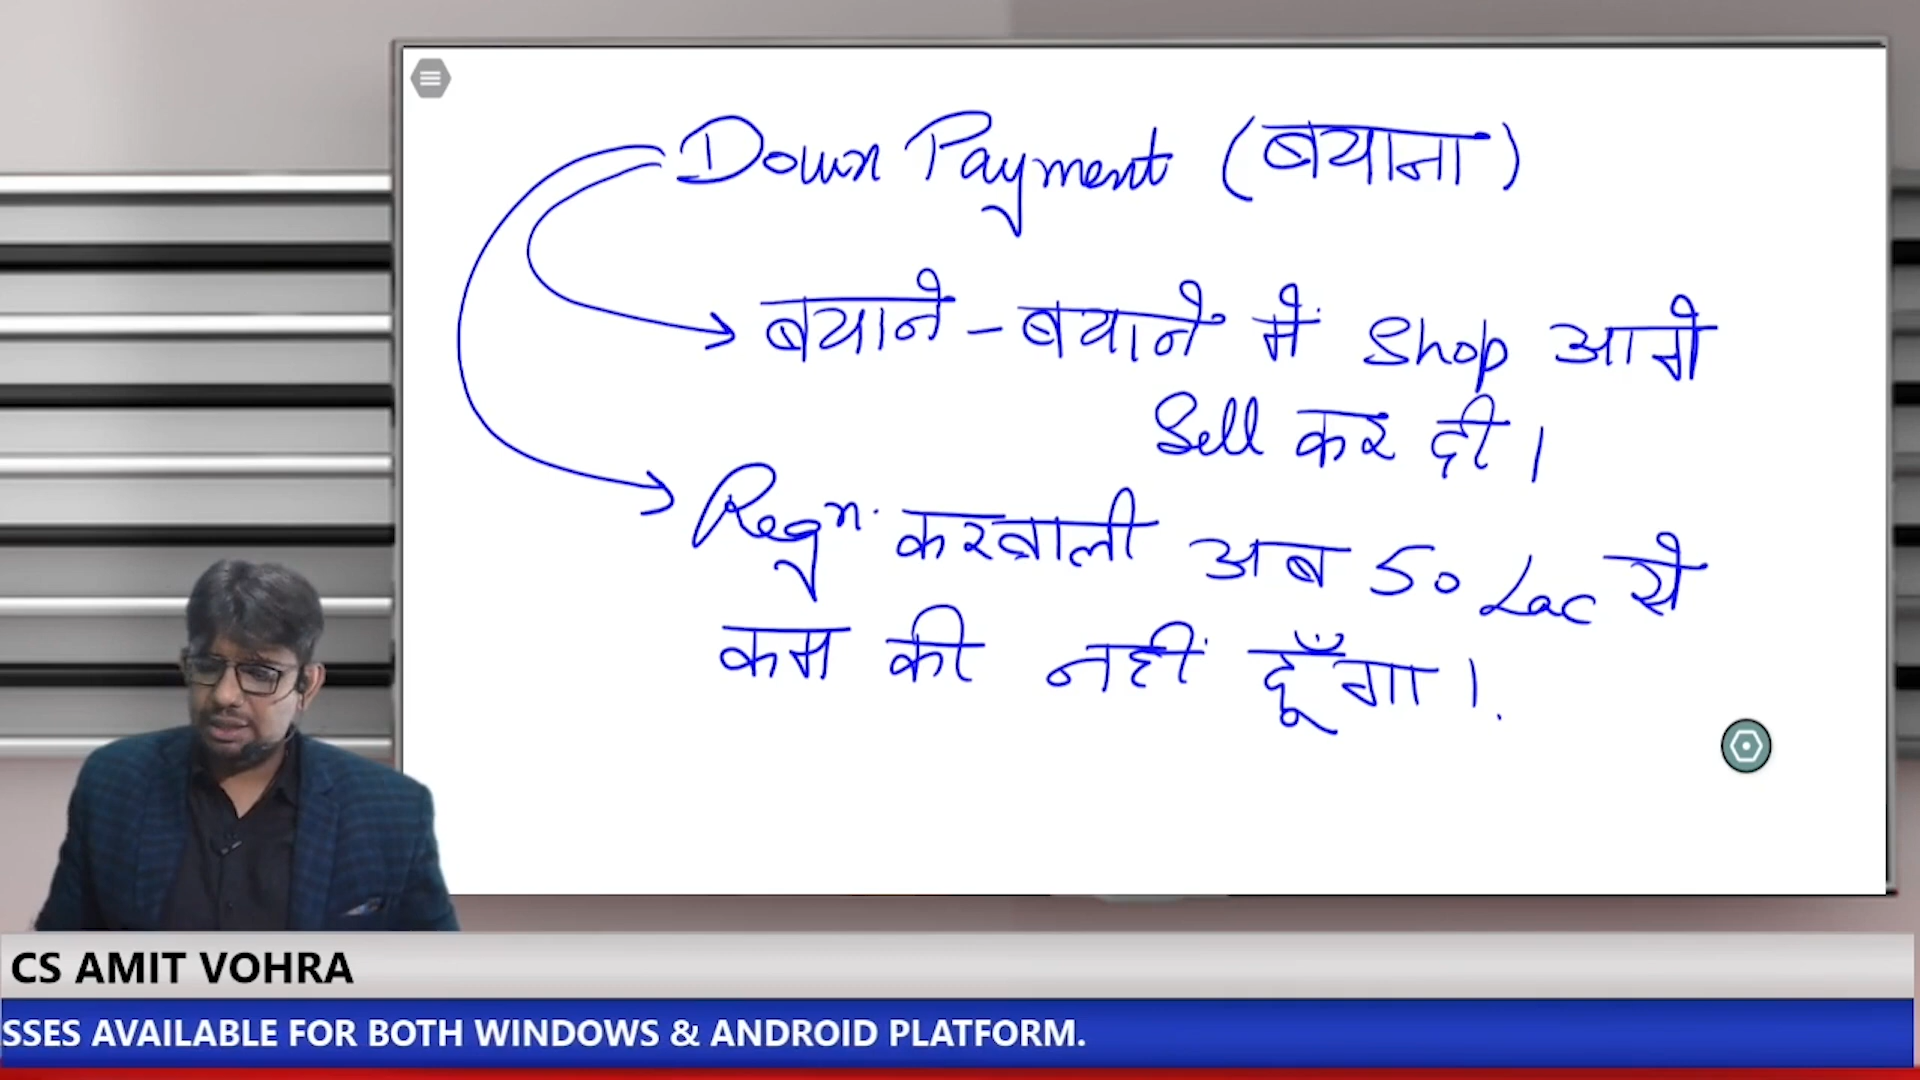 Down Payment (बयाना)
बयाने - बयाने में Shop आगे
Sell कर दी।
Regn. करवाली अब 50 Lac से
कम की नहीं दूँगा।
CS AMIT VOHRA
SSES AVAILABLE FOR BOTH WINDOWS & ANDROID PLATFORM.